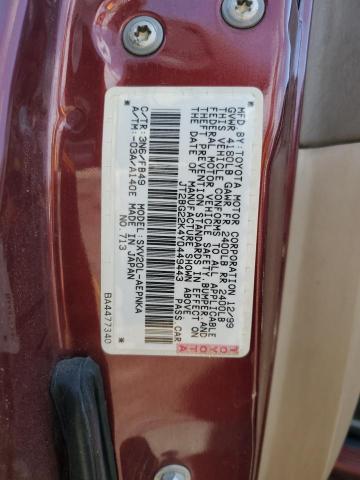 MFD BY:TOYOTA MOTOR CORPORATION 12/99
GVWR 4180LB GAWR FR 2400LB RR 2400LB
THIS VEHICLE CONFORMS TO ALL APPLICABLE
FEDERAL MOTOR VEHICLE SAFETY,BUMPER,AND
THEFT PREVENTION STANDARDS IN EFFECT ON
THE DATE OF MANUFACTURE SHOWN ABOVE.
JT2BG22K4Y0449443 PASS.CAR
C/TR:3N6/FB49 MODEL:SXV20L-AEPNKA
A/TM:-03A/A140E MADE IN JAPAN
NO.713
TOYOTA
BA4477340